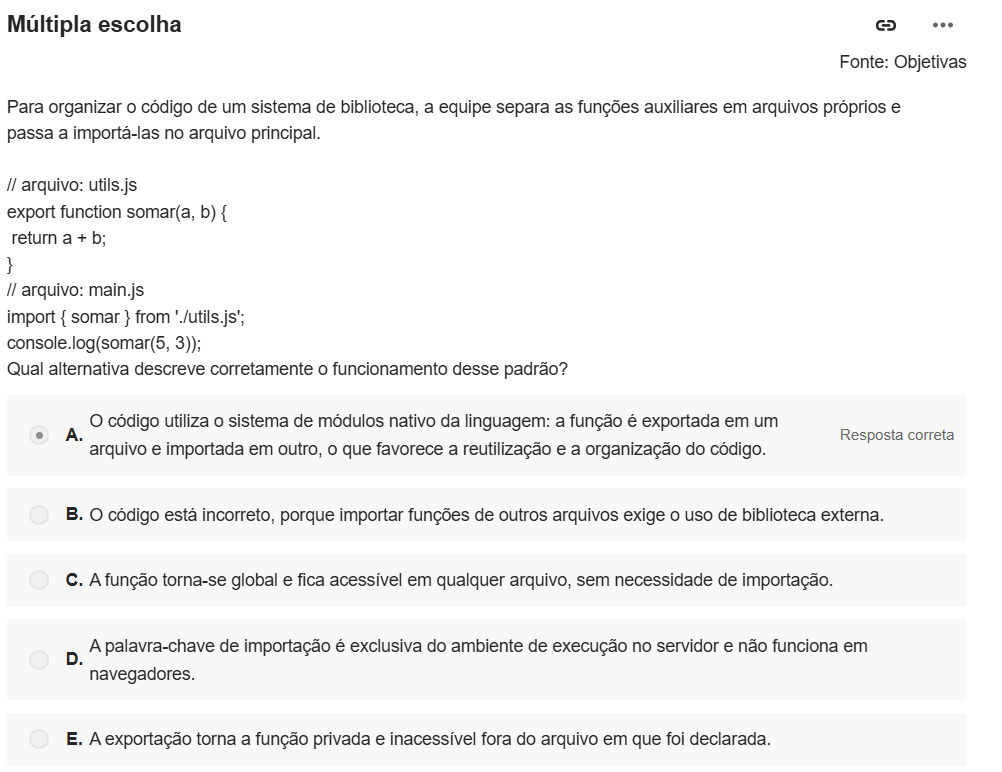 Múltipla escolha
Fonte: Objetivas
Para organizar o código de um sistema de biblioteca, a equipe separa as funções auxiliares em arquivos próprios e
passa a importá-las no arquivo principal.
// arquivo: utils.js
export function somar(a, b) {
return a + b;
}
// arquivo: main.js
import { somar } from './utils.js';
console.log(somar(5, 3));
Qual alternativa descreve corretamente o funcionamento desse padrão?
A. O código utiliza o sistema de módulos nativo da linguagem: a função é exportada em um
arquivo e importada em outro, o que favorece a reutilização e a organização do código.
Resposta correta
B. O código está incorreto, porque importar funções de outros arquivos exige o uso de biblioteca externa.
C. A função torna-se global e fica acessível em qualquer arquivo, sem necessidade de importação.
D. A palavra-chave de importação é exclusiva do ambiente de execução no servidor e não funciona em
navegadores.
E. A exportação torna a função privada e inacessível fora do arquivo em que foi declarada.